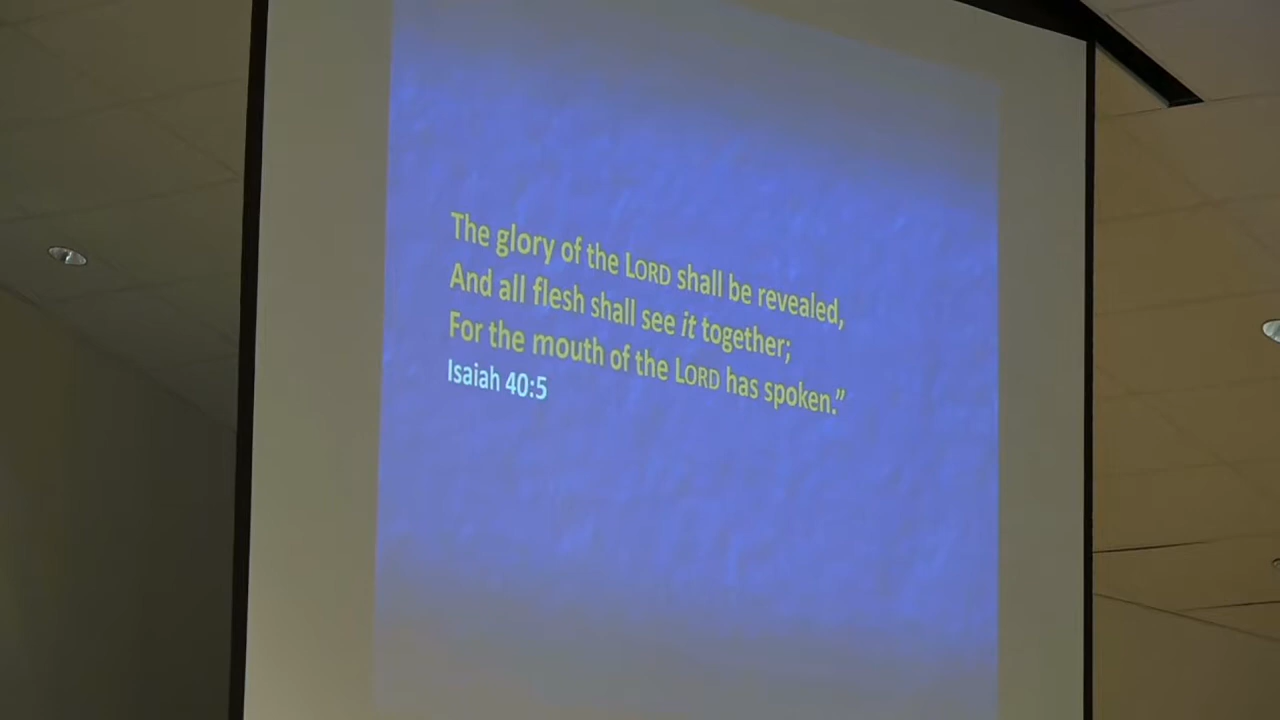 The glory of the LORD shall be revealed,
And all flesh shall see it together;
For the mouth of the LORD has spoken.”
Isaiah 40:5